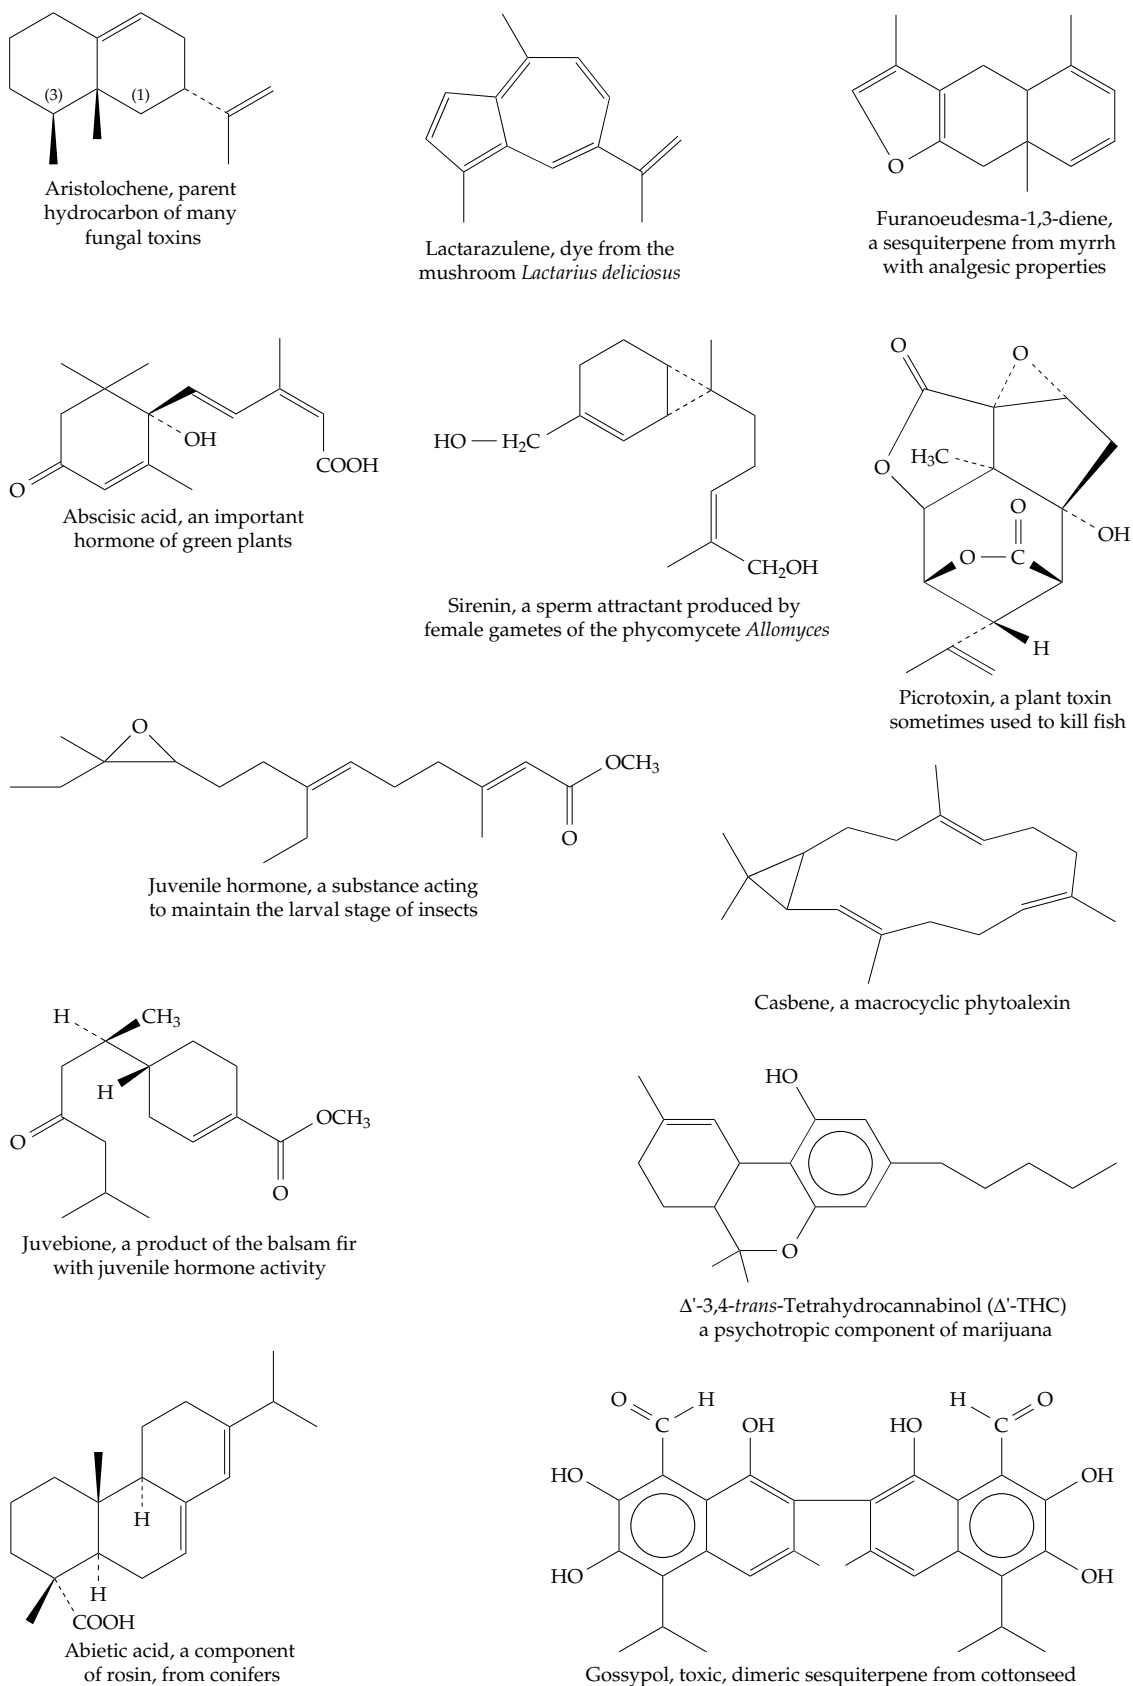 (3)
(1)
Aristolochene, parent
hydrocarbon of many
fungal toxins
Lactarazulene, dye from the
mushroom Lactarius deliciosus
O
Furanoeudesma-1,3-diene,
a sesquiterpene from myrrh
with analgesic properties
OH
O
COOH
Abscisic acid, an important
hormone of green plants
HO — H₂C
CH₂OH
Sirenin, a sperm attractant produced by
female gametes of the phycomycete Allomyces
O
O
O
H₃C
O
OH
O — C
H
Picrotoxin, a plant toxin
sometimes used to kill fish
O
OCH₃
O
Juvenile hormone, a substance acting
to maintain the larval stage of insects
Casbene, a macrocyclic phytoalexin
H
CH₃
H
O
OCH₃
O
Juvebione, a product of the balsam fir
with juvenile hormone activity
HO
O
Δ'-3,4-trans-Tetrahydrocannabinol (Δ'-THC)
a psychotropic component of marijuana
H
H
COOH
Abietic acid, a component
of rosin, from conifers
O H H O
C OH HO C
HO OH
HO OH
Gossypol, toxic, dimeric sesquiterpene from cottonseed